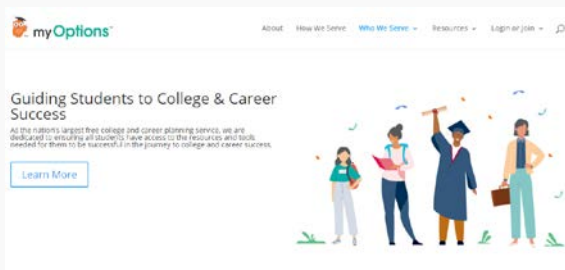 myOptions™
About How We Serve Who We Serve Resources Login or Join
Guiding Students to College & Career
Success
As the nation's largest free college and career planning service, we are
dedicated to ensuring all students have access to the resources and tools
needed for them to be successful in the journey to college and career success.
Learn More